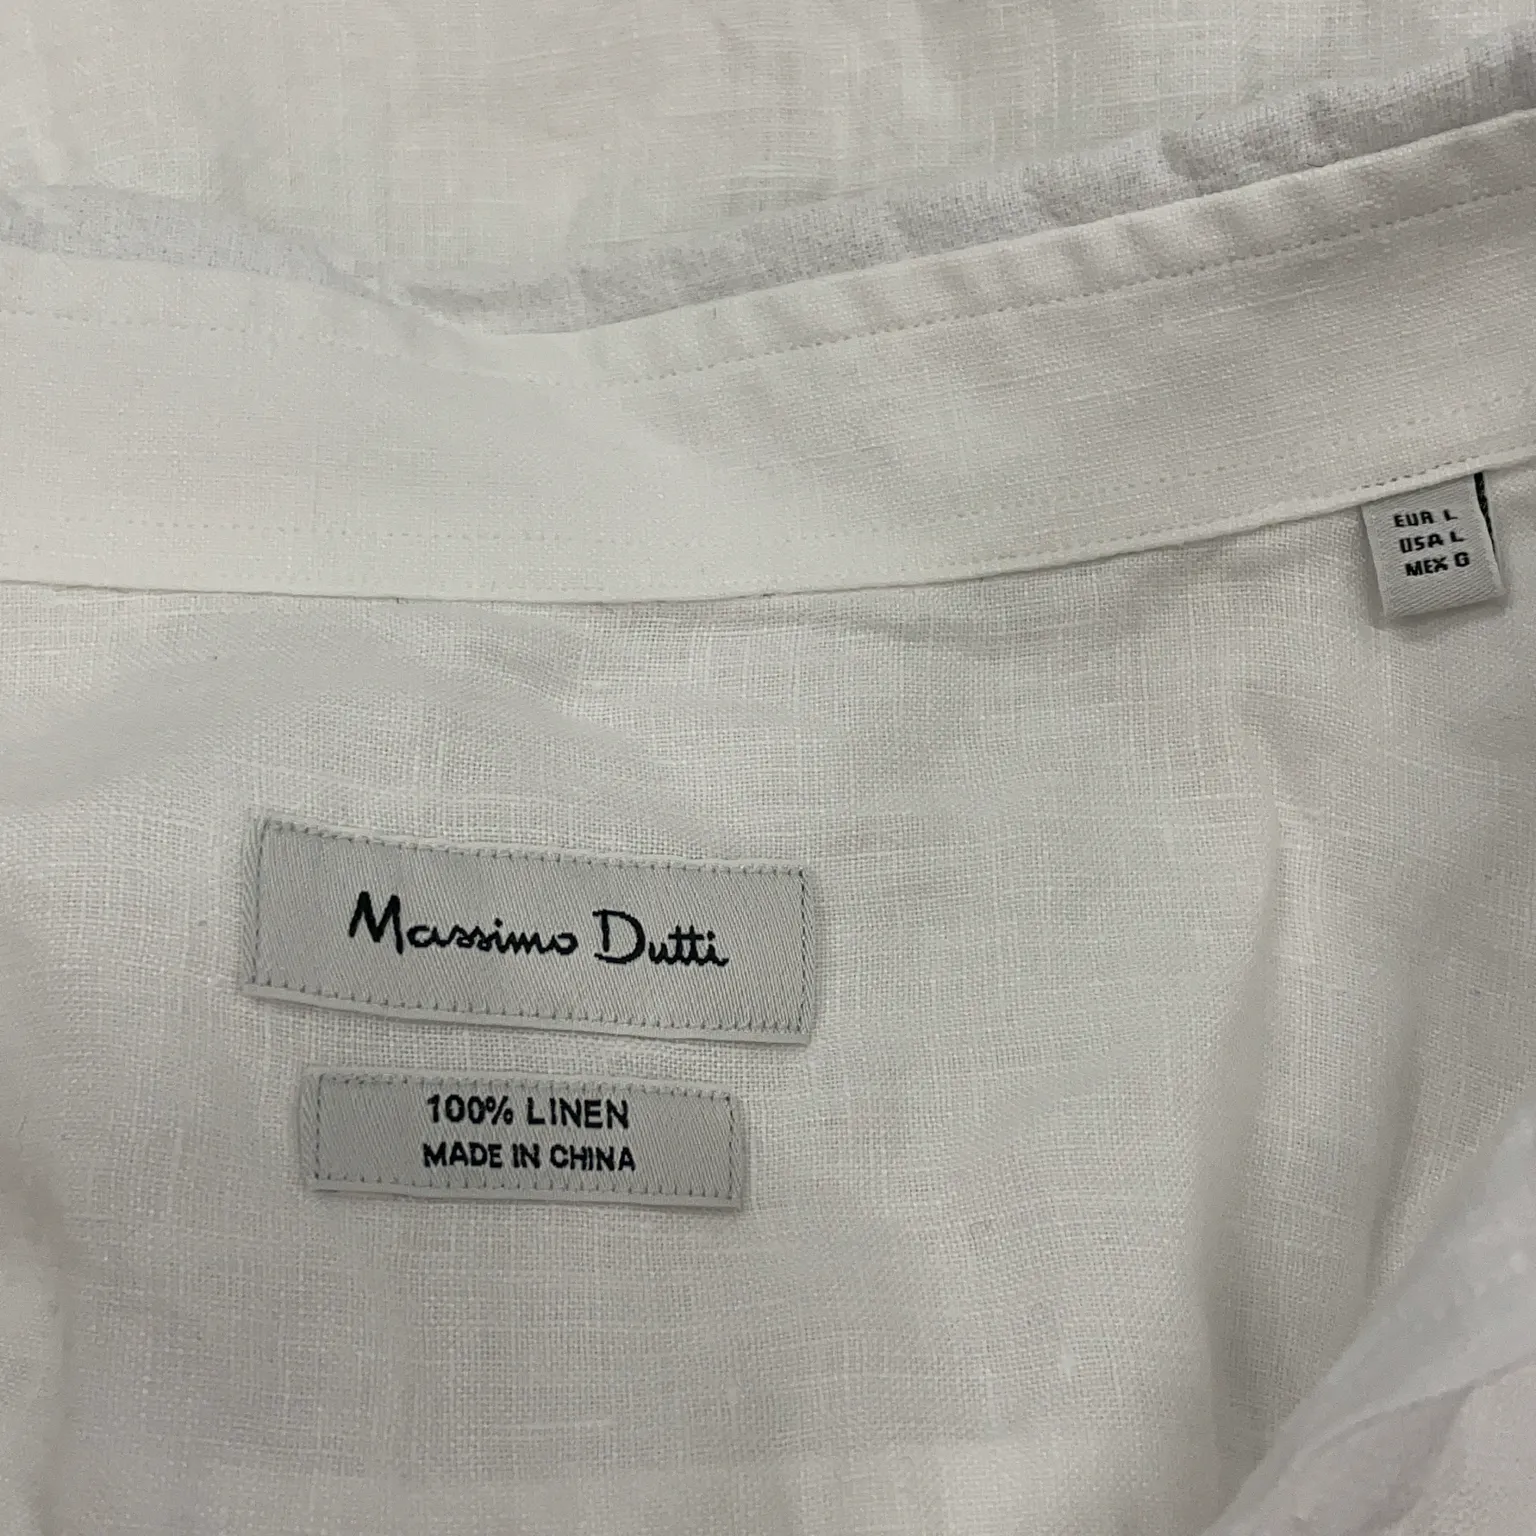 EUR L
USA L
MEX G
Massimo Dutti
100% LINEN
MADE IN CHINA